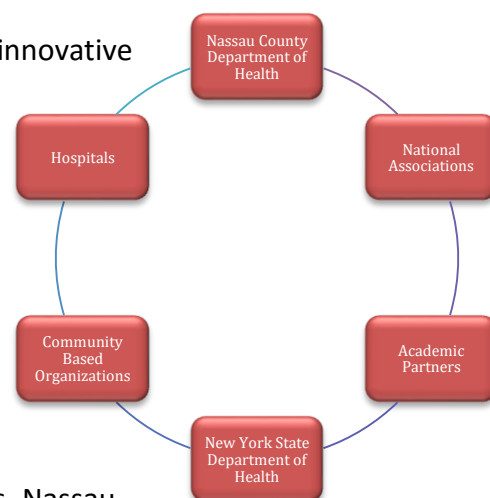 innovative
Nassau County
Department of
Health
Hospitals
National
Associations
Community
Based
Organizations
Academic
Partners
New York State
Department of
Health
Nassau